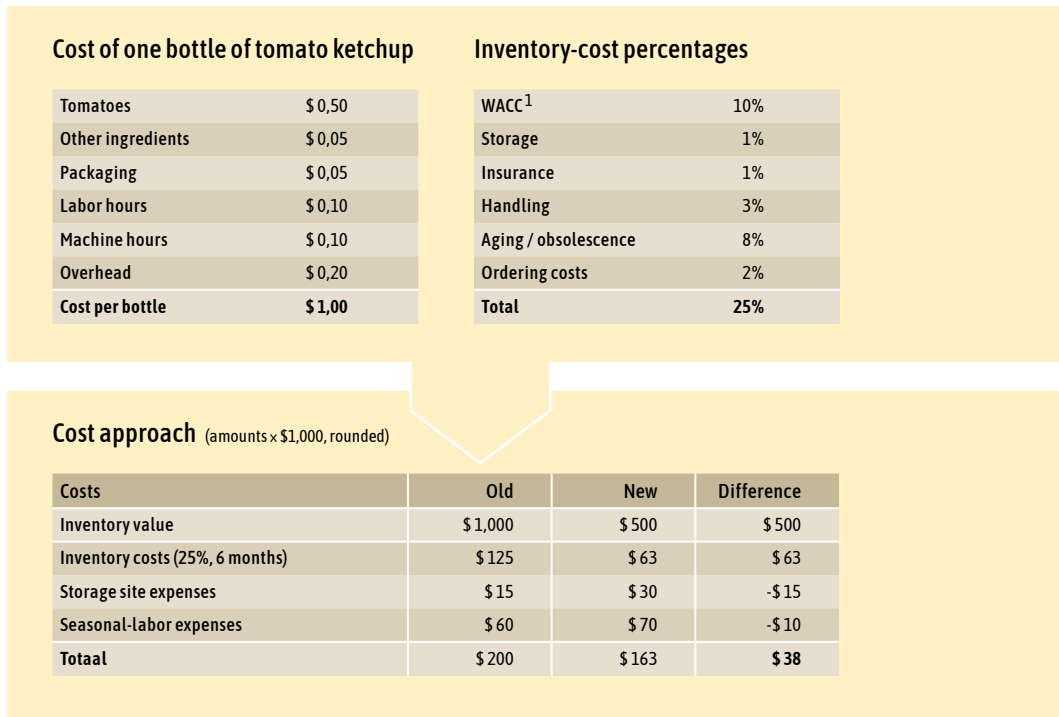 Cost of one bottle of tomato ketchup
Tomatoes $ 0,50
Other ingredients $ 0,05
Packaging $ 0,05
Labor hours $ 0,10
Machine hours $ 0,10
Overhead $ 0,20
Cost per bottle $ 1,00
Inventory-cost percentages
WACC1 10%
Storage 1%
Insurance 1%
Handling 3%
Aging / obsolescence 8%
Ordering costs 2%
Total 25%
Cost approach (amounts x $1,000, rounded)
Costs Old New Difference
Inventory value $ 1,000 $ 500 $ 500
Inventory costs (25%, 6 months) $ 125 $ 63 $ 63
Storage site expenses $ 15 $ 30 -$ 15
Seasonal-labor expenses $ 60 $ 70 -$ 10
Totaal $ 200 $ 163 $ 38